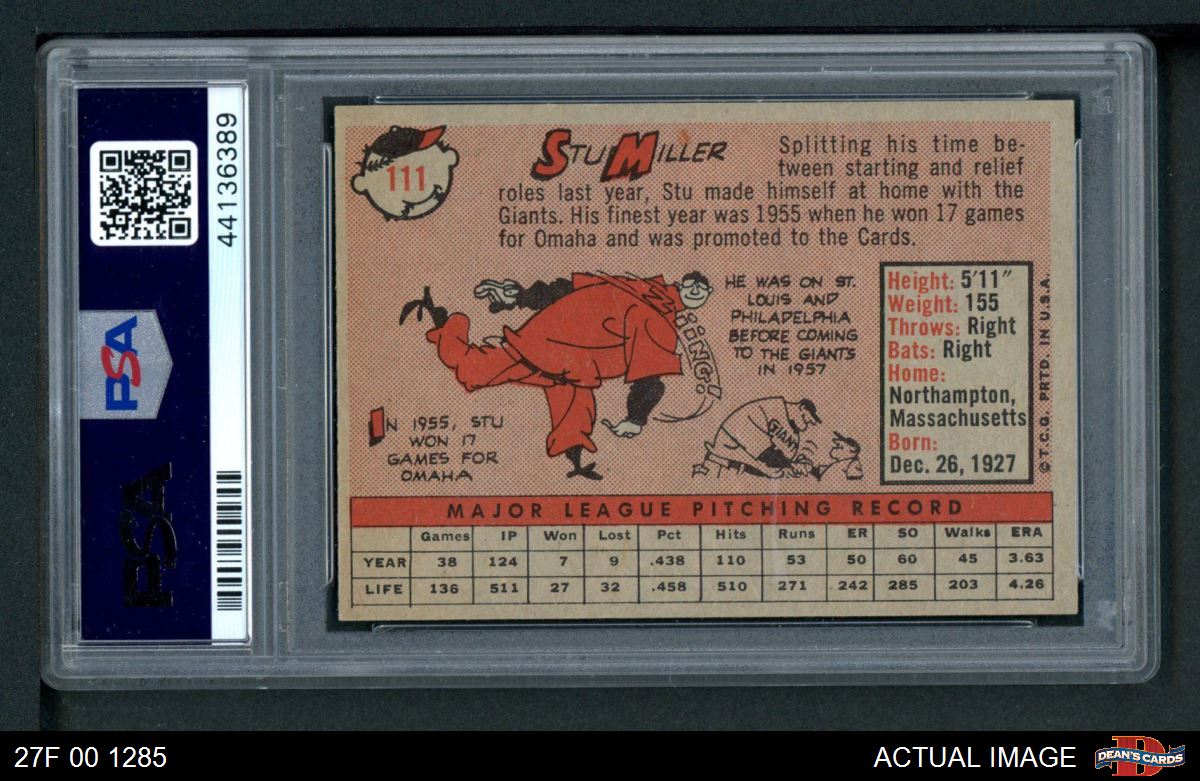 44136389
PSA
PSA
111
STU MILLER
Splitting his time be-
tween starting and relief
roles last year, Stu made himself at home with the
Giants. His finest year was 1955 when he won 17 games
for Omaha and was promoted to the Cards.
HE WAS ON ST.
LOUIS AND
PHILADELPHIA
BEFORE COMING
TO THE GIANTS
IN 1957
GIANT
IN 1955, STU
WON 17
GAMES FOR
OMAHA
Height: 5'11"
Weight: 155
Throws: Right
Bats: Right
Home:
Northampton,
Massachusetts
Born:
Dec. 26, 1927
©T.C.G. PRTD. IN U.S.A.
MAJOR LEAGUE PITCHING RECORD
Games IP Won Lost Pct Hits Runs ER SO Walks ERA
YEAR 38 124 7 9 .438 110 53 50 60 45 3.63
LIFE 136 511 27 32 .458 510 271 242 285 203 4.26
27F 00 1285
ACTUAL IMAGE
DEAN'S CARDS